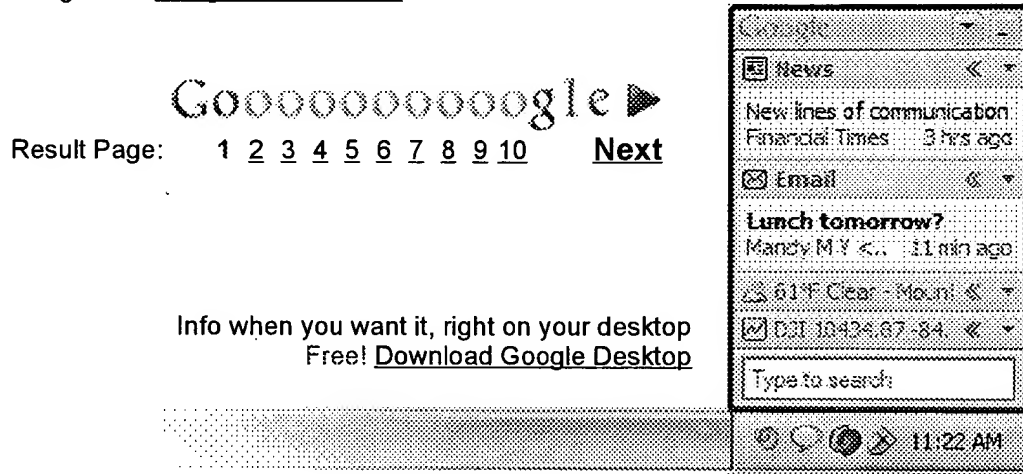 Goooooooooogle ▶
Result Page: 1 2 3 4 5 6 7 8 9 10 Next
Info when you want it, right on your desktop
Free! Download Google Desktop
Google
News
New lines of communication
Financial Times 3 hrs ago
Email
Lunch tomorrow?
Mandy M.Y <.. 11 min ago
61°F Clear - Mount
DJI 10434.87 -84.
Type to search
11:22 AM